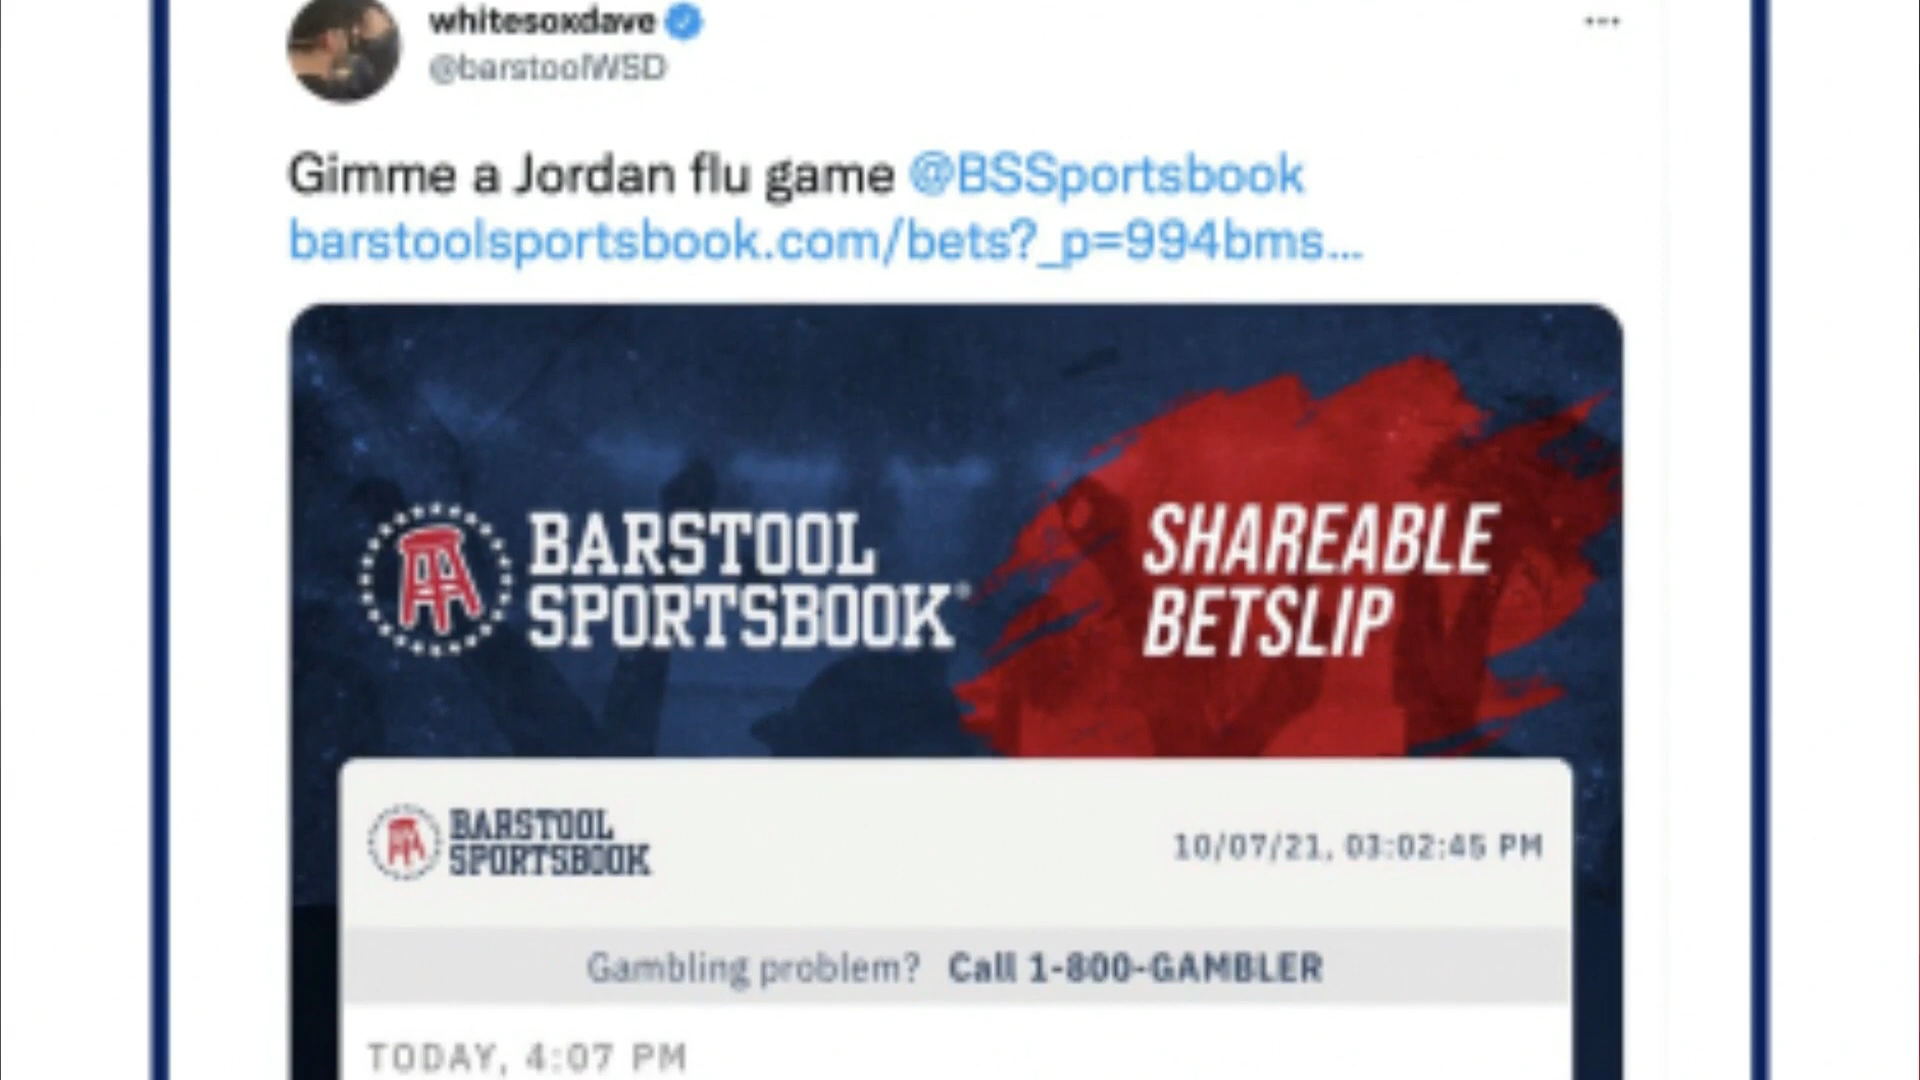 whitesoxdave
@barstoolWSD
Gimme a Jordan flu game @BSSportsbook
barstoolsportsbook.com/bets?_p=994bms...
BARSTOOL
SPORTSBOOK
SHAREABLE
BETSLIP
BARSTOOL
SPORTSBOOK
10/07/21, 03:02:45 PM
Gambling problem? Call 1-800-GAMBLER
TODAY, 4:07 PM